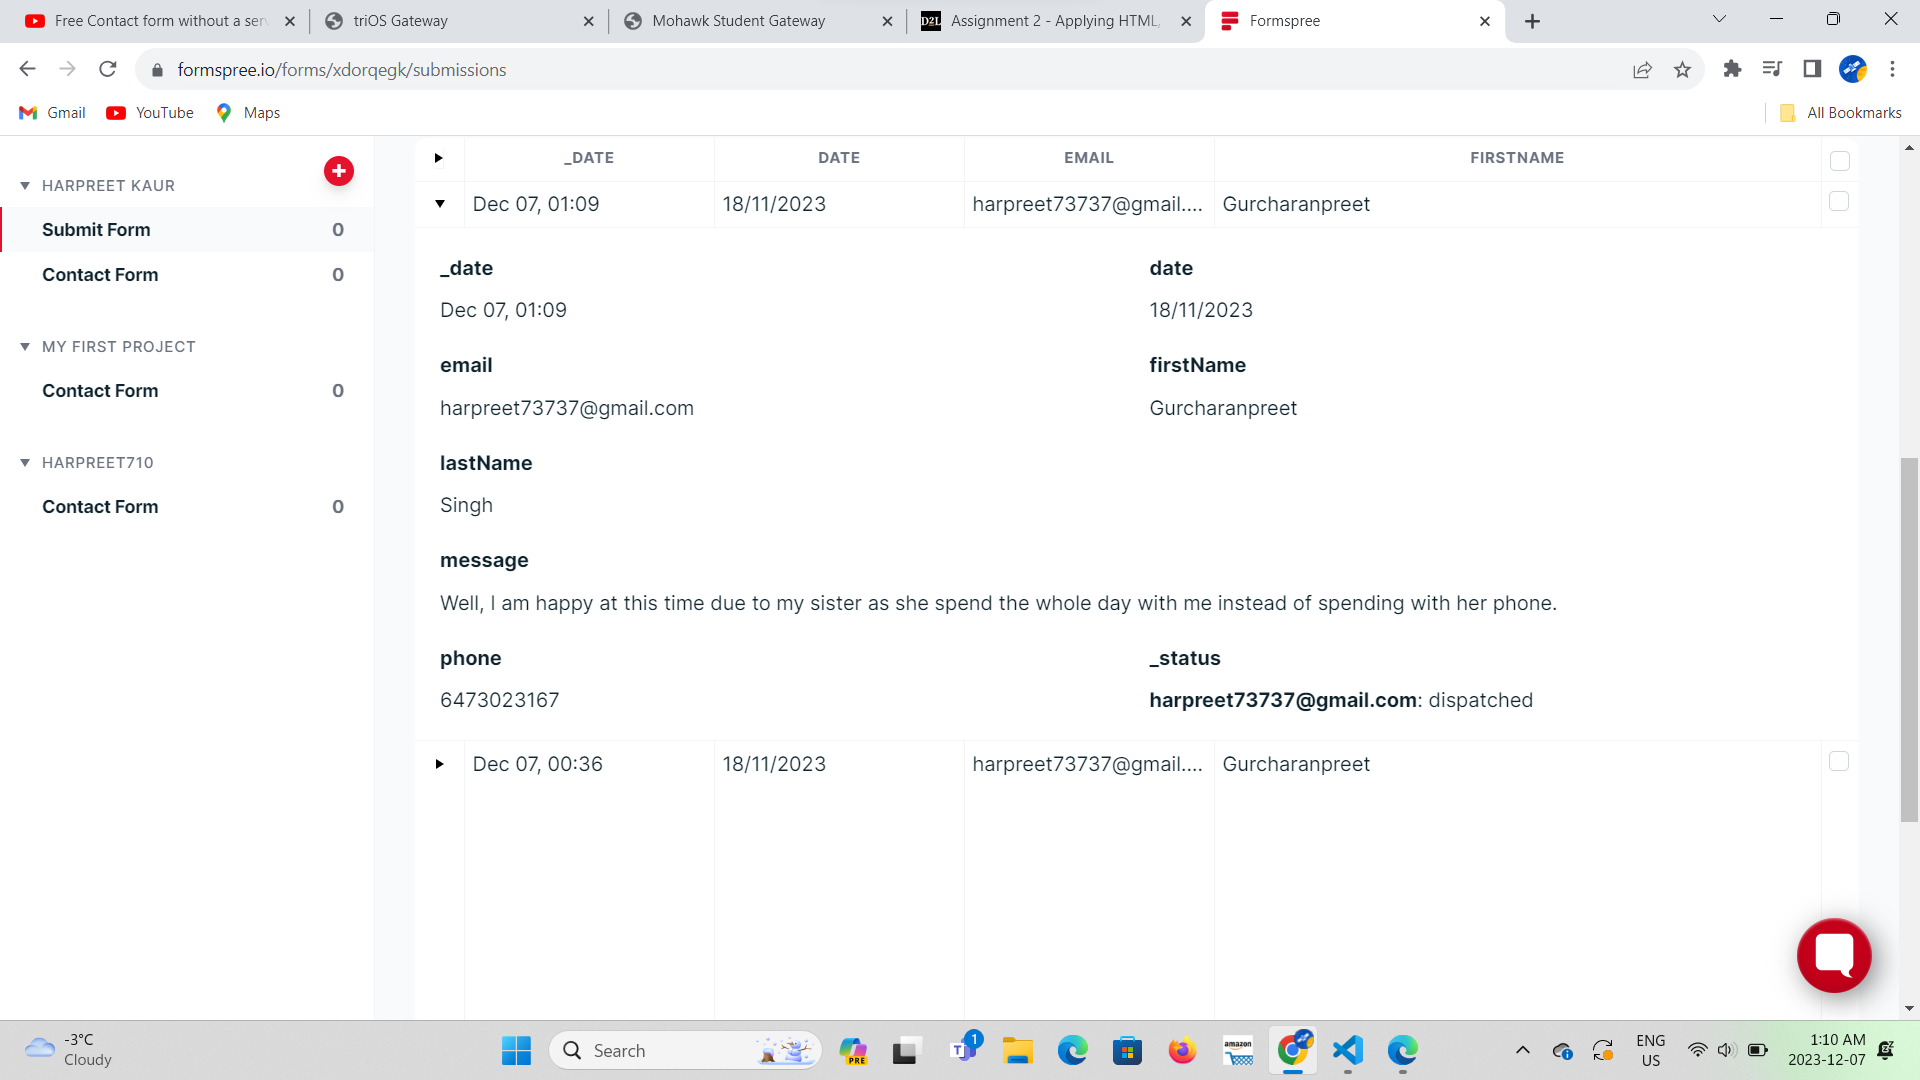 Free Contact form without a serv
triOS Gateway
Mohawk Student Gateway
D2L
Assignment 2 - Applying HTML,
Formspree
formspree.io/forms/xdorqegk/submissions
Gmail
YouTube
Maps
All Bookmarks
HARPREET KAUR
Submit Form 0
Contact Form 0
MY FIRST PROJECT
Contact Form 0
HARPREET710
Contact Form 0
_DATE DATE EMAIL FIRSTNAME
Dec 07, 01:09 18/11/2023 harpreet73737@gmail.... Gurcharanpreet
_date date
Dec 07, 01:09 18/11/2023
email firstName
harpreet73737@gmail.com Gurcharanpreet
lastName
Singh
message
Well, I am happy at this time due to my sister as she spend the whole day with me instead of spending with her phone.
phone _status
6473023167 harpreet73737@gmail.com: dispatched
Dec 07, 00:36 18/11/2023 harpreet73737@gmail.... Gurcharanpreet
-3°C
Cloudy
Search
PRE
1
amazon
ENG
US
1:10 AM
2023-12-07